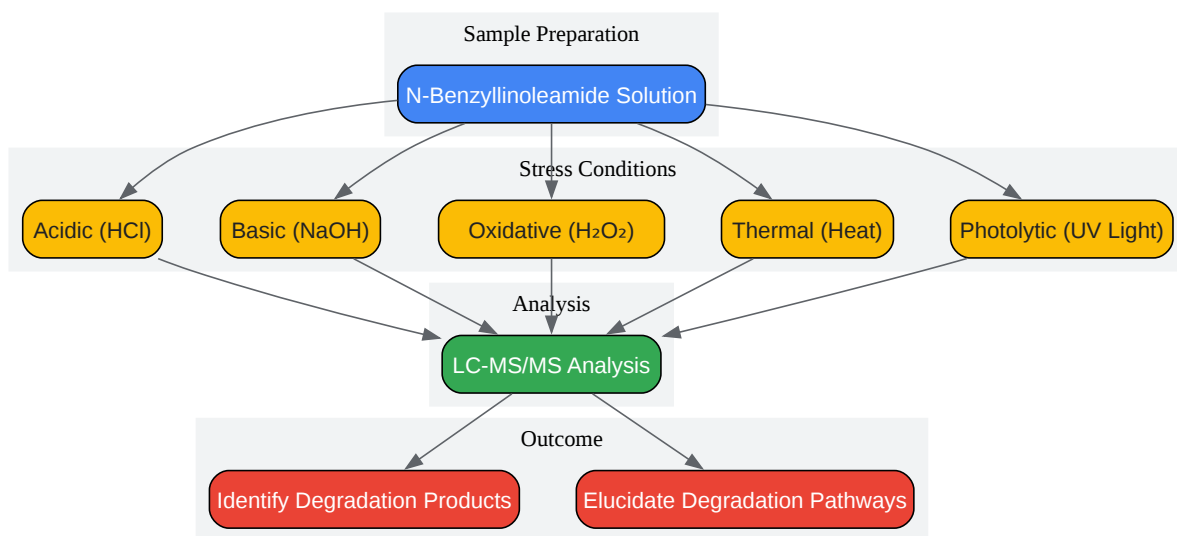 Sample Preparation
N-Benzyllinoleamide Solution
Stress Conditions
Acidic (HCl)
Basic (NaOH)
Oxidative (H₂O₂)
Thermal (Heat)
Photolytic (UV Light)
Analysis
LC-MS/MS Analysis
Outcome
Identify Degradation Products
Elucidate Degradation Pathways